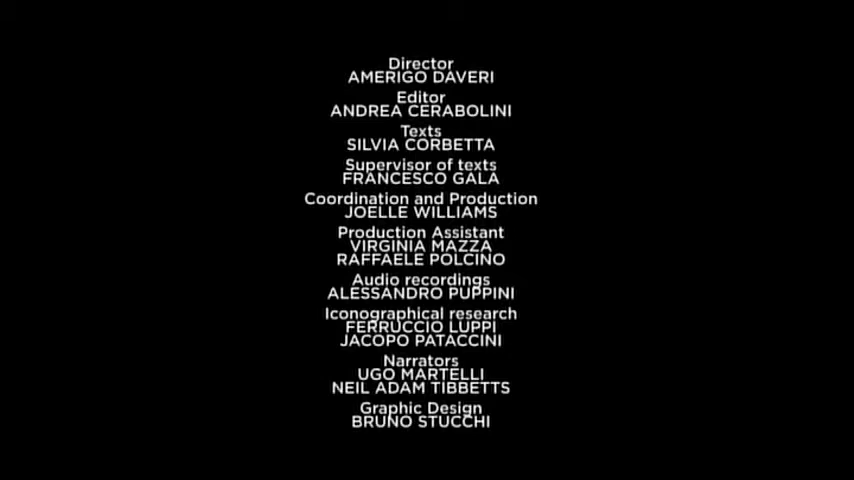 Director
AMERIGO DAVERI
Editor
ANDREA CERABOLINI
Texts
SILVIA CORBETTA
Supervisor of texts
FRANCESCO GALA
Coordination and Production
JOELLE WILLIAMS
Production Assistant
VIRGINIA MAZZA
RAFFAELE POLCINO
Audio recordings
ALESSANDRO PUPPINI
Iconographical research
FERRUCCIO LUPPI
JACOPO PATACCINI
Narrators
UGO MARTELLI
NEIL ADAM TIBBETTS
Graphic Design
BRUNO STUCCHI